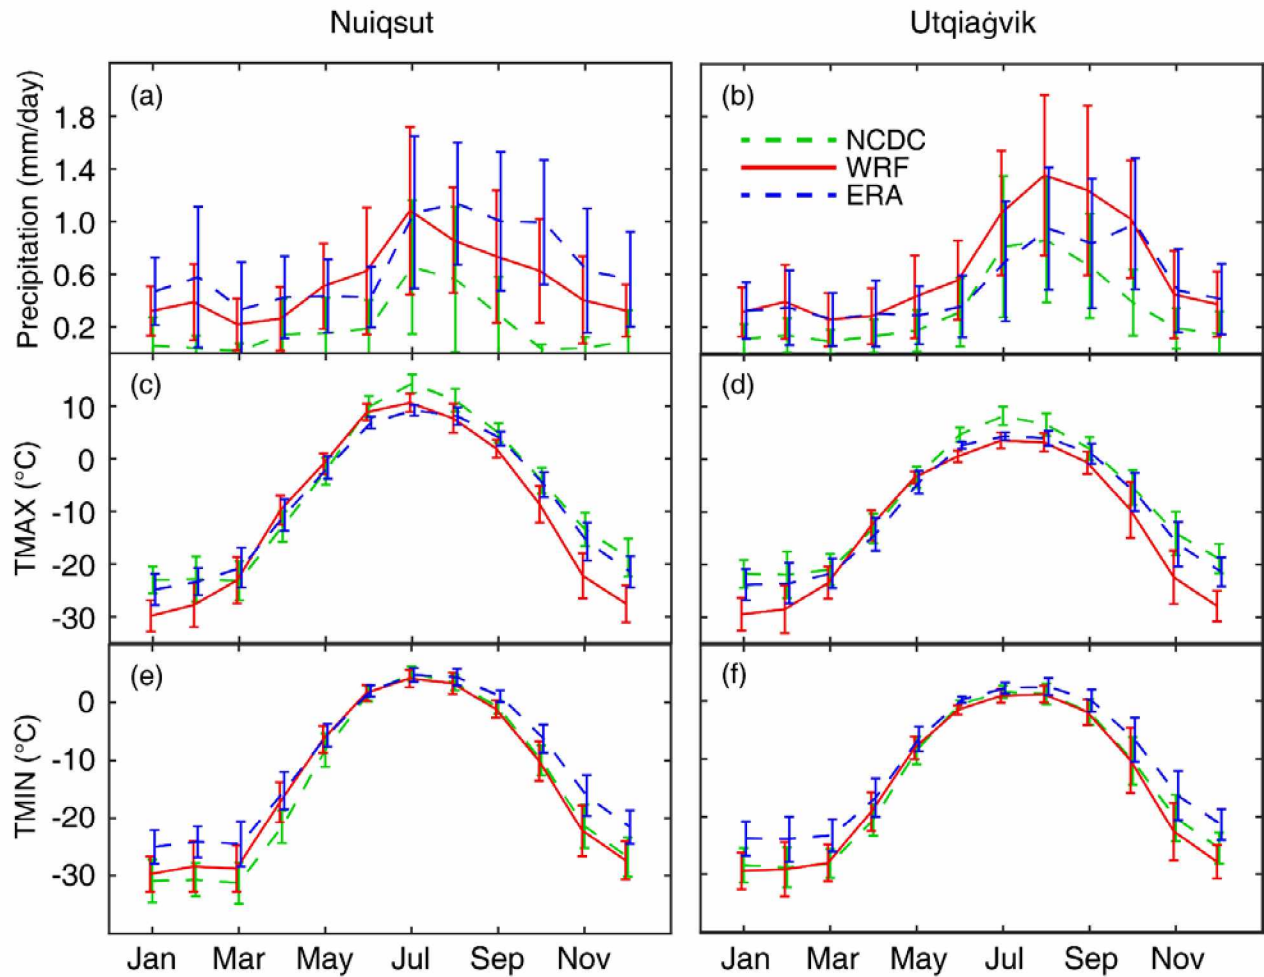 Nuiqsut
Utqiaġvik
Precipitation (mm/day)
1.8
1.4
1.0
0.6
0.2
(a)
(b)
NCDC
WRF
ERA
TMAX (°C)
10
0
-10
-20
-30
(c)
(d)
TMIN (°C)
0
-10
-20
-30
(e)
(f)
Jan Mar May Jul Sep Nov
Jan Mar May Jul Sep Nov